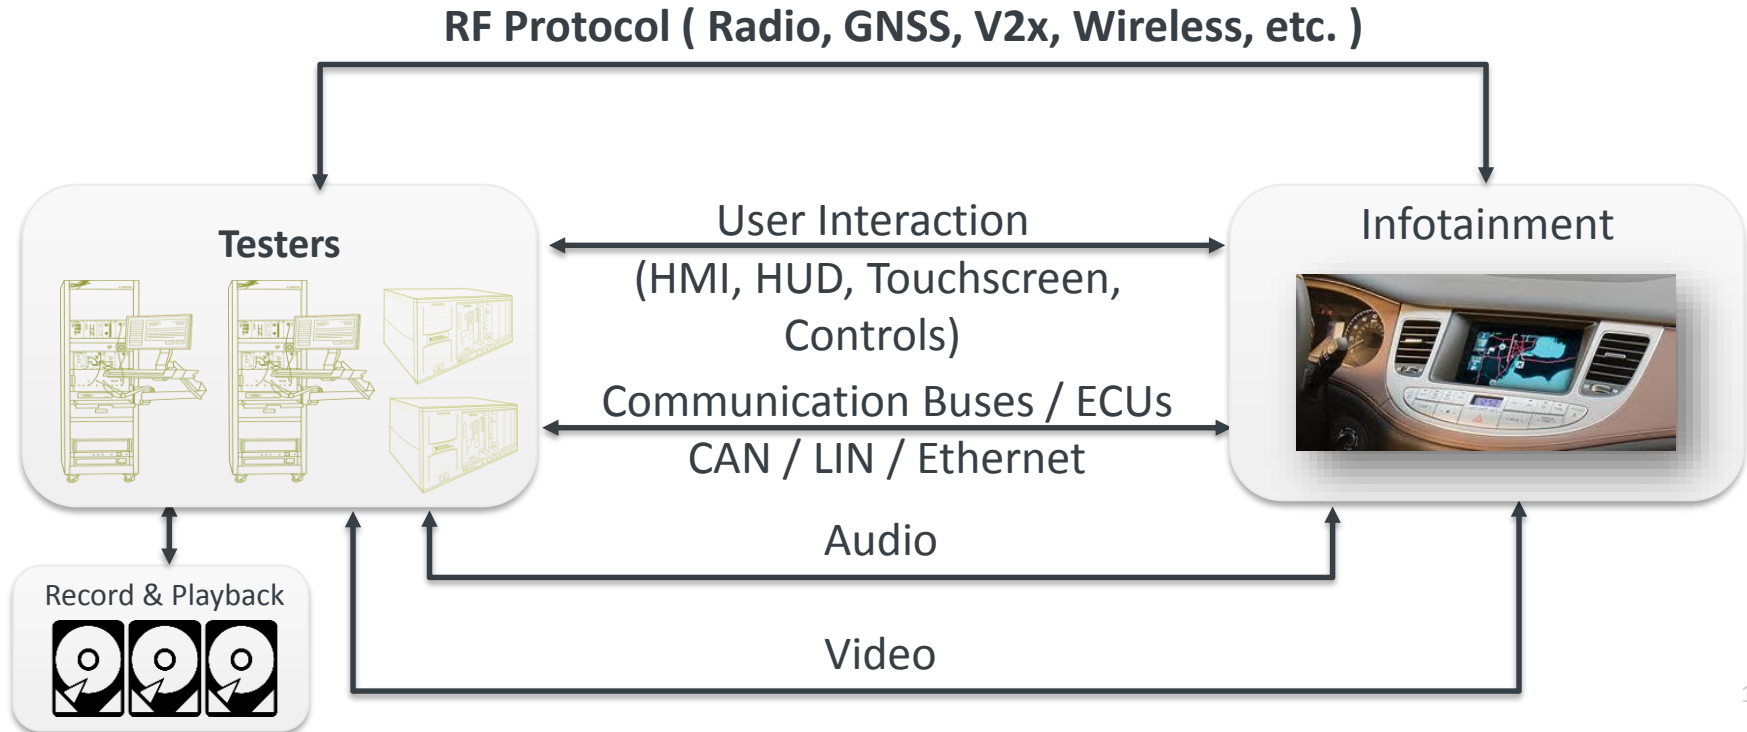 RF Protocol ( Radio, GNSS, V2x, Wireless, etc. )
Testers
User Interaction
(HMI, HUD, Touchscreen,
Controls)
Communication Buses / ECUs
CAN / LIN / Ethernet
Infotainment
Audio
Record & Playback
Video